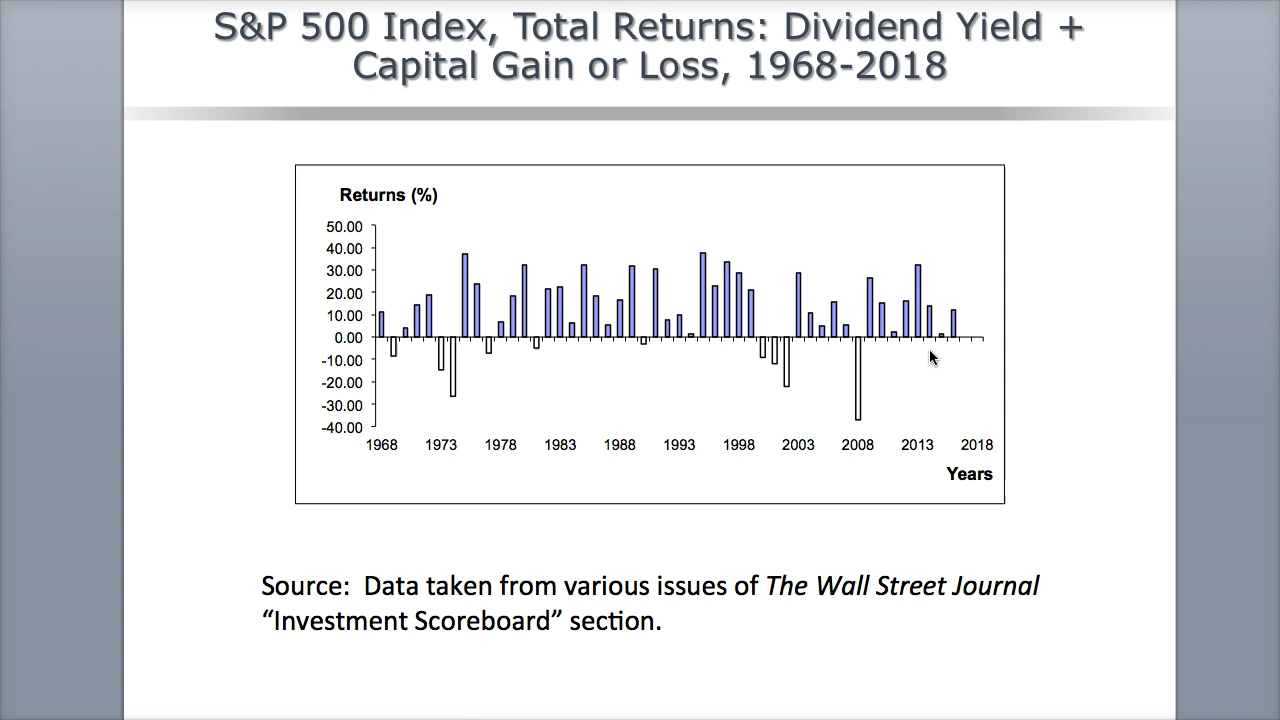 S&P 500 Index, Total Returns: Dividend Yield +
Capital Gain or Loss, 1968-2018
Returns (%)
50.00
40.00
30.00
20.00
10.00
0.00
-10.00
-20.00
-30.00
-40.00
1968 1973 1978 1983 1988 1993 1998 2003 2008 2013 2018
Years
Source: Data taken from various issues of The Wall Street Journal
“Investment Scoreboard” section.